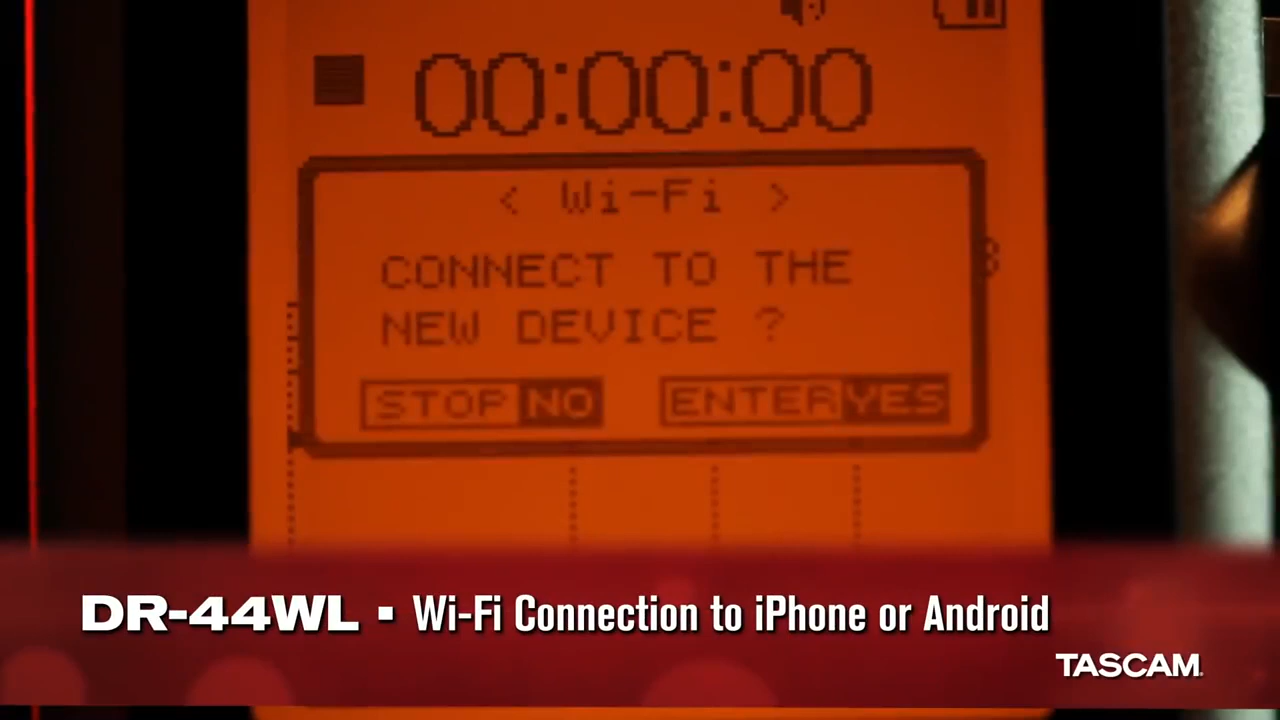 00:00:00
< Wi-Fi >
CONNECT TO THE
NEW DEVICE ?
STOP NO ENTER YES
DR-44WL ▪ Wi-Fi Connection to iPhone or Android
TASCAM